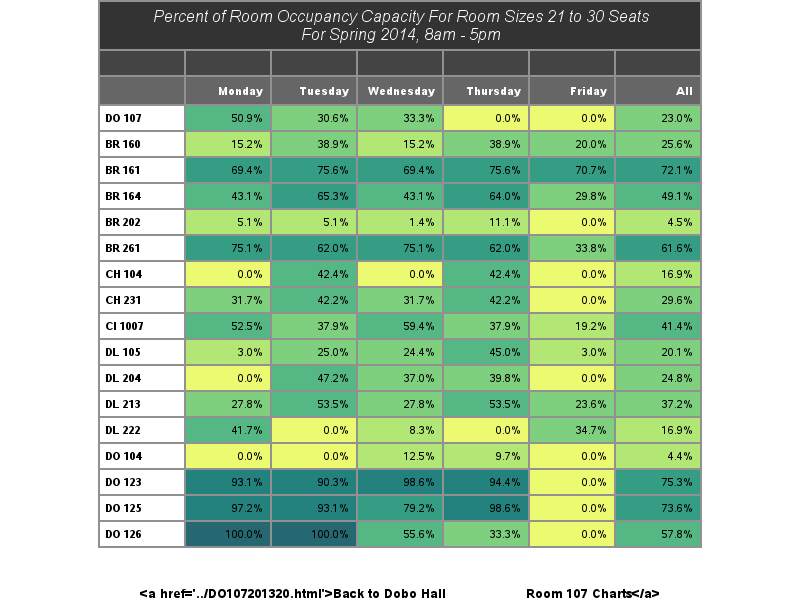 Percent of Room Occupancy Capacity For Room Sizes 21 to 30 Seats
For Spring 2014, 8am - 5pm
Monday Tuesday Wednesday Thursday Friday All
DO 107 50.9% 30.6% 33.3% 0.0% 0.0% 23.0%
BR 160 15.2% 38.9% 15.2% 38.9% 20.0% 25.6%
BR 161 69.4% 75.6% 69.4% 75.6% 70.7% 72.1%
BR 164 43.1% 65.3% 43.1% 64.0% 29.8% 49.1%
BR 202 5.1% 5.1% 1.4% 11.1% 0.0% 4.5%
BR 261 75.1% 62.0% 75.1% 62.0% 33.8% 61.6%
CH 104 0.0% 42.4% 0.0% 42.4% 0.0% 16.9%
CH 231 31.7% 42.2% 31.7% 42.2% 0.0% 29.6%
CI 1007 52.5% 37.9% 59.4% 37.9% 19.2% 41.4%
DL 105 3.0% 25.0% 24.4% 45.0% 3.0% 20.1%
DL 204 0.0% 47.2% 37.0% 39.8% 0.0% 24.8%
DL 213 27.8% 53.5% 27.8% 53.5% 23.6% 37.2%
DL 222 41.7% 0.0% 8.3% 0.0% 34.7% 16.9%
DO 104 0.0% 0.0% 12.5% 9.7% 0.0% 4.4%
DO 123 93.1% 90.3% 98.6% 94.4% 0.0% 75.3%
DO 125 97.2% 93.1% 79.2% 98.6% 0.0% 73.6%
DO 126 100.0% 100.0% 55.6% 33.3% 0.0% 57.8%
<a href='../DO107201320.html'>Back to Dobo Hall Room 107 Charts</a>